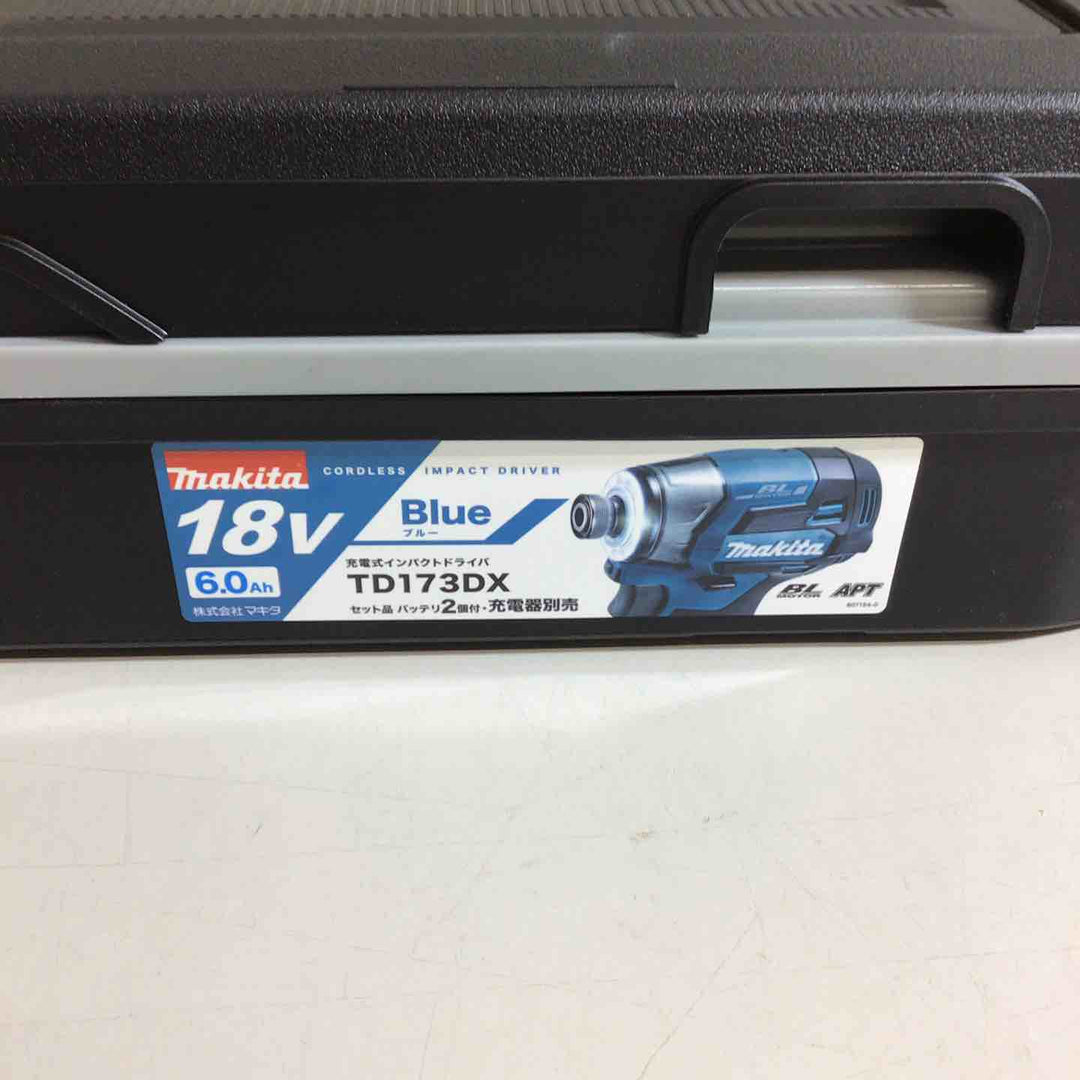 makita
CORDLESS IMPACT DRIVER
18V
6.0Ah
株式会社マキタ
Blue
ブルー
充電式インパクトドライバ
TD173DX
セット品 バッテリ2個付・充電器別売
BL
makita
BL
MOTOR
APT